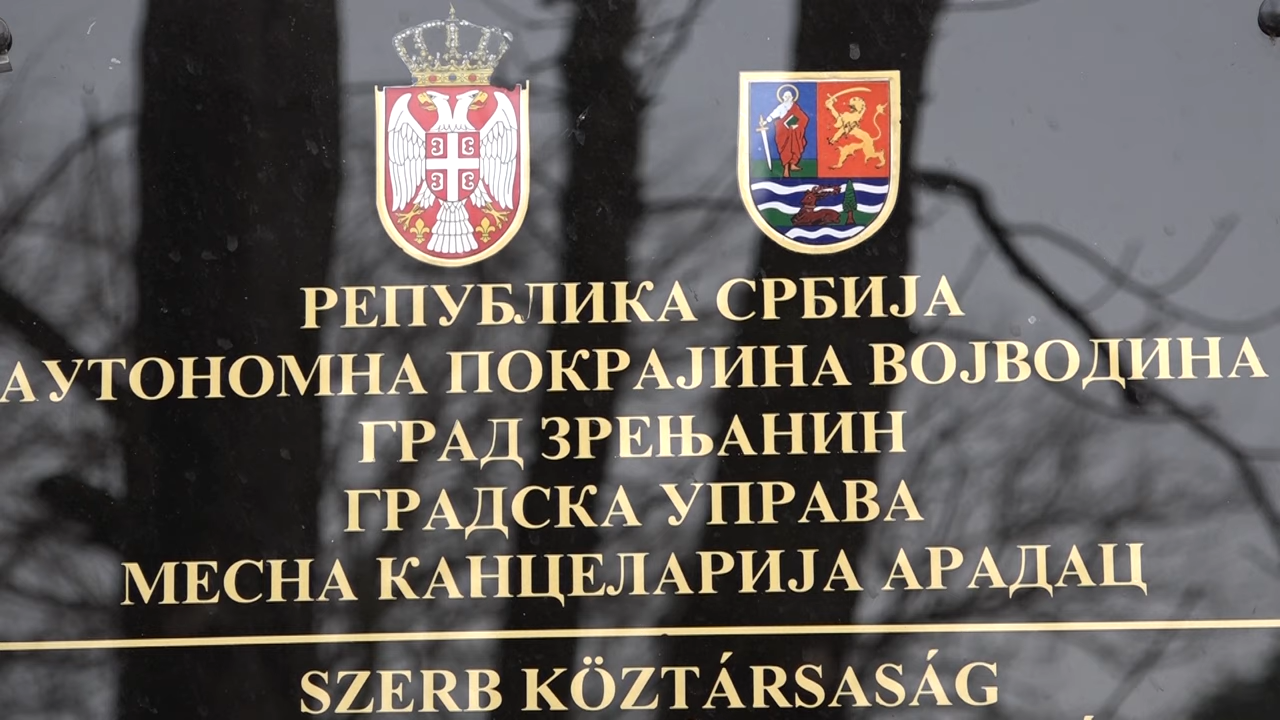 РЕПУБЛИКА СРБИЈА
АУТОНОМНА ПОКРАЈИНА ВОЈВОДИНА
ГРАД ЗРЕЊАНИН
ГРАДСКА УПРАВА
МЕСНА КАНЦЕЛАРИЈА АРАДАЦ
SZERB KÖZTÁRSASÁG